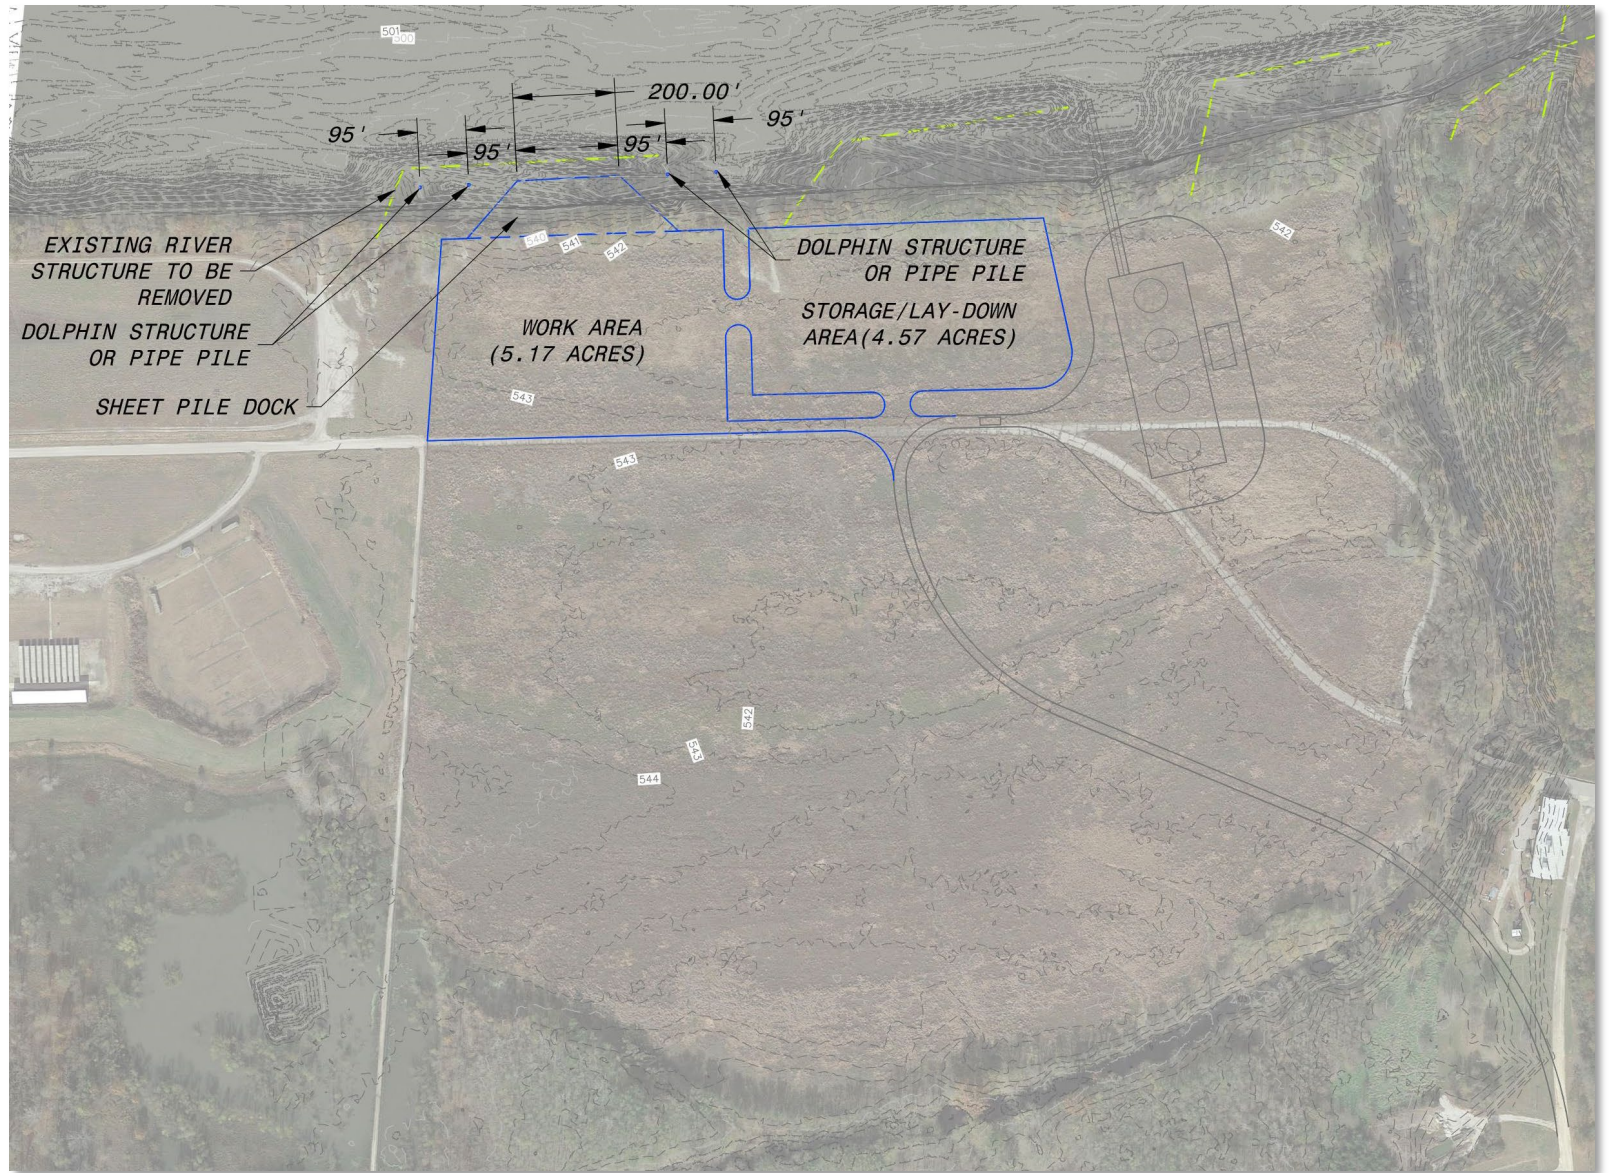 501
500
200.00'
95'
95'
95'
95'
EXISTING RIVER
STRUCTURE TO BE
REMOVED
DOLPHIN STRUCTURE
OR PIPE PILE
SHEET PILE DOCK
540
541
542
DOLPHIN STRUCTURE
OR PIPE PILE
542
WORK AREA
(5.17 ACRES)
STORAGE/LAY-DOWN
AREA(4.57 ACRES)
543
543
542
543
544